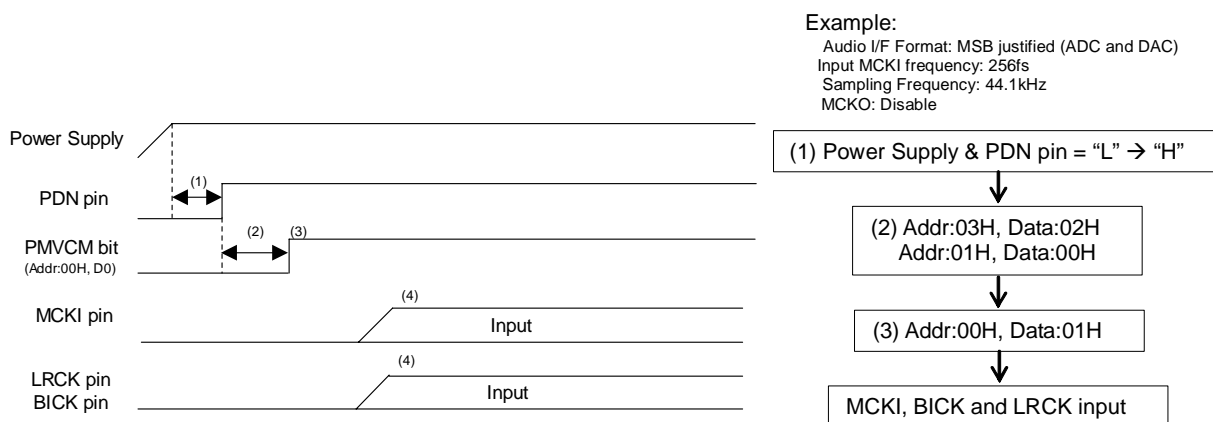 Example:
Audio I/F Format: MSB justified (ADC and DAC)
Input MCKI frequency: 256fs
Sampling Frequency: 44.1kHz
MCKO: Disable
Power Supply
(1)
PDN pin
(2)
(3)
PMVCM bit
(Addr:00H, D0)
(4)
MCKI pin
Input
(4)
LRCK pin
BICK pin
Input
(1) Power Supply & PDN pin = “L” → “H”
(2) Addr:03H, Data:02H
Addr:01H, Data:00H
(3) Addr:00H, Data:01H
MCKI, BICK and LRCK input